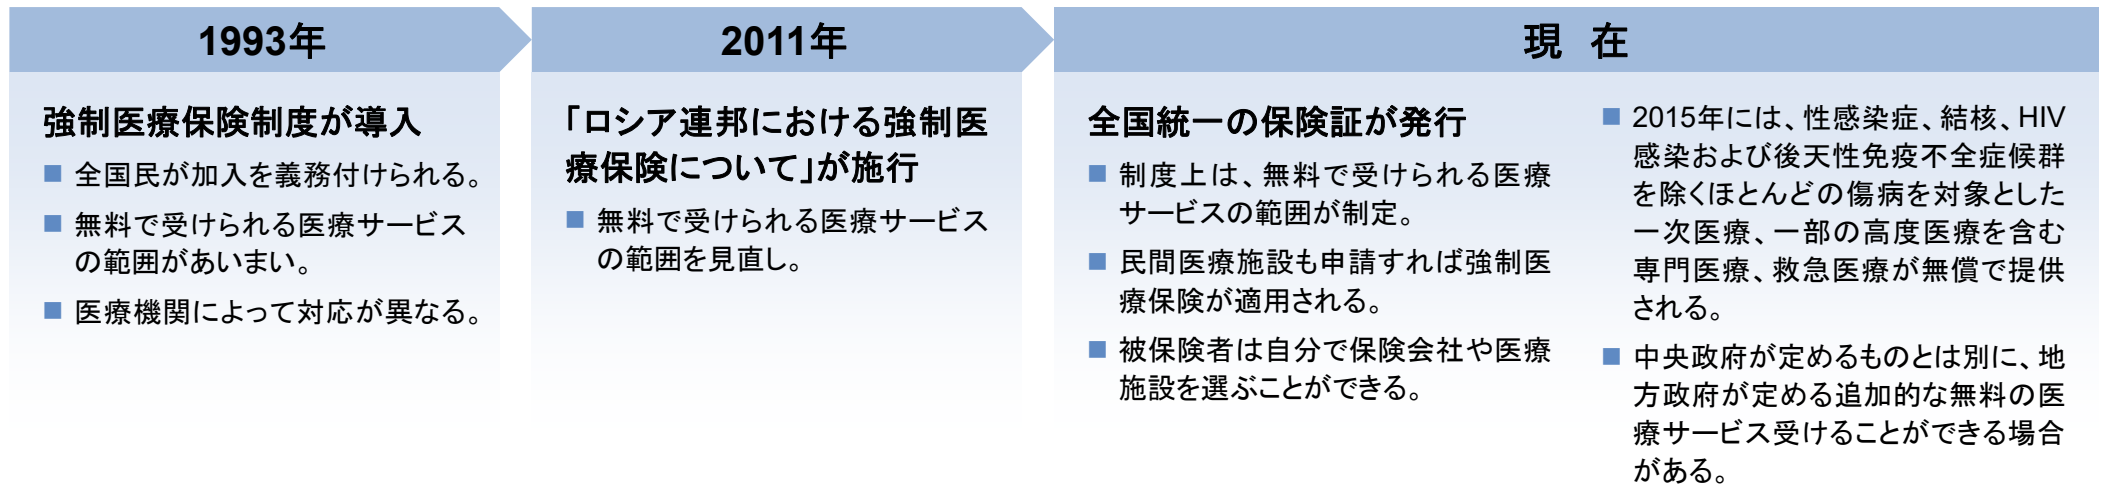 1993年
強制医療保険制度が導入
全国民が加入を義務付けられる。
無料で受けられる医療サービス
の範囲があいまい。
医療機関によって対応が異なる。
2011年
「ロシア連邦における強制医
療保険について」が施行
無料で受けられる医療サービス
の範囲を見直し。
現 在
全国統一の保険証が発行
制度上は、無料で受けられる医療
サービスの範囲が制定。
民間医療施設も申請すれば強制医
療保険が適用される。
被保険者は自分で保険会社や医療
施設を選ぶことができる。
2015年には、性感染症、結核、HIV
感染および後天性免疫不全症候群
を除くほとんどの傷病を対象とした
一次医療、一部の高度医療を含む
専門医療、救急医療が無償で提供
される。
中央政府が定めるものとは別に、地
方政府が定める追加的な無料の医
療サービス受けることができる場合
がある。